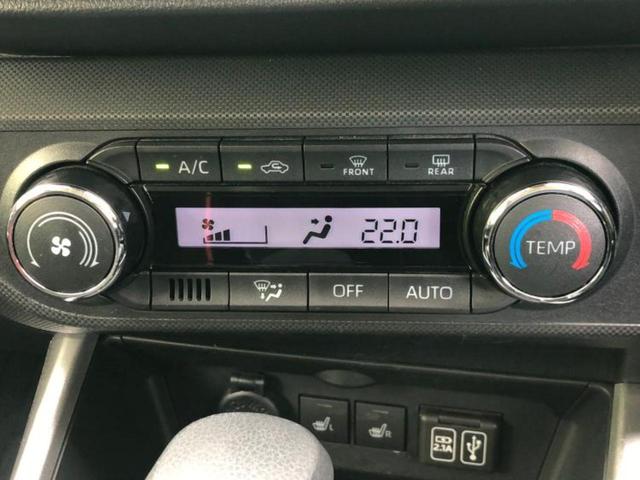 A/C
FRONT
REAR
22.0
TEMP
OFF
AUTO
L
R
2.1A